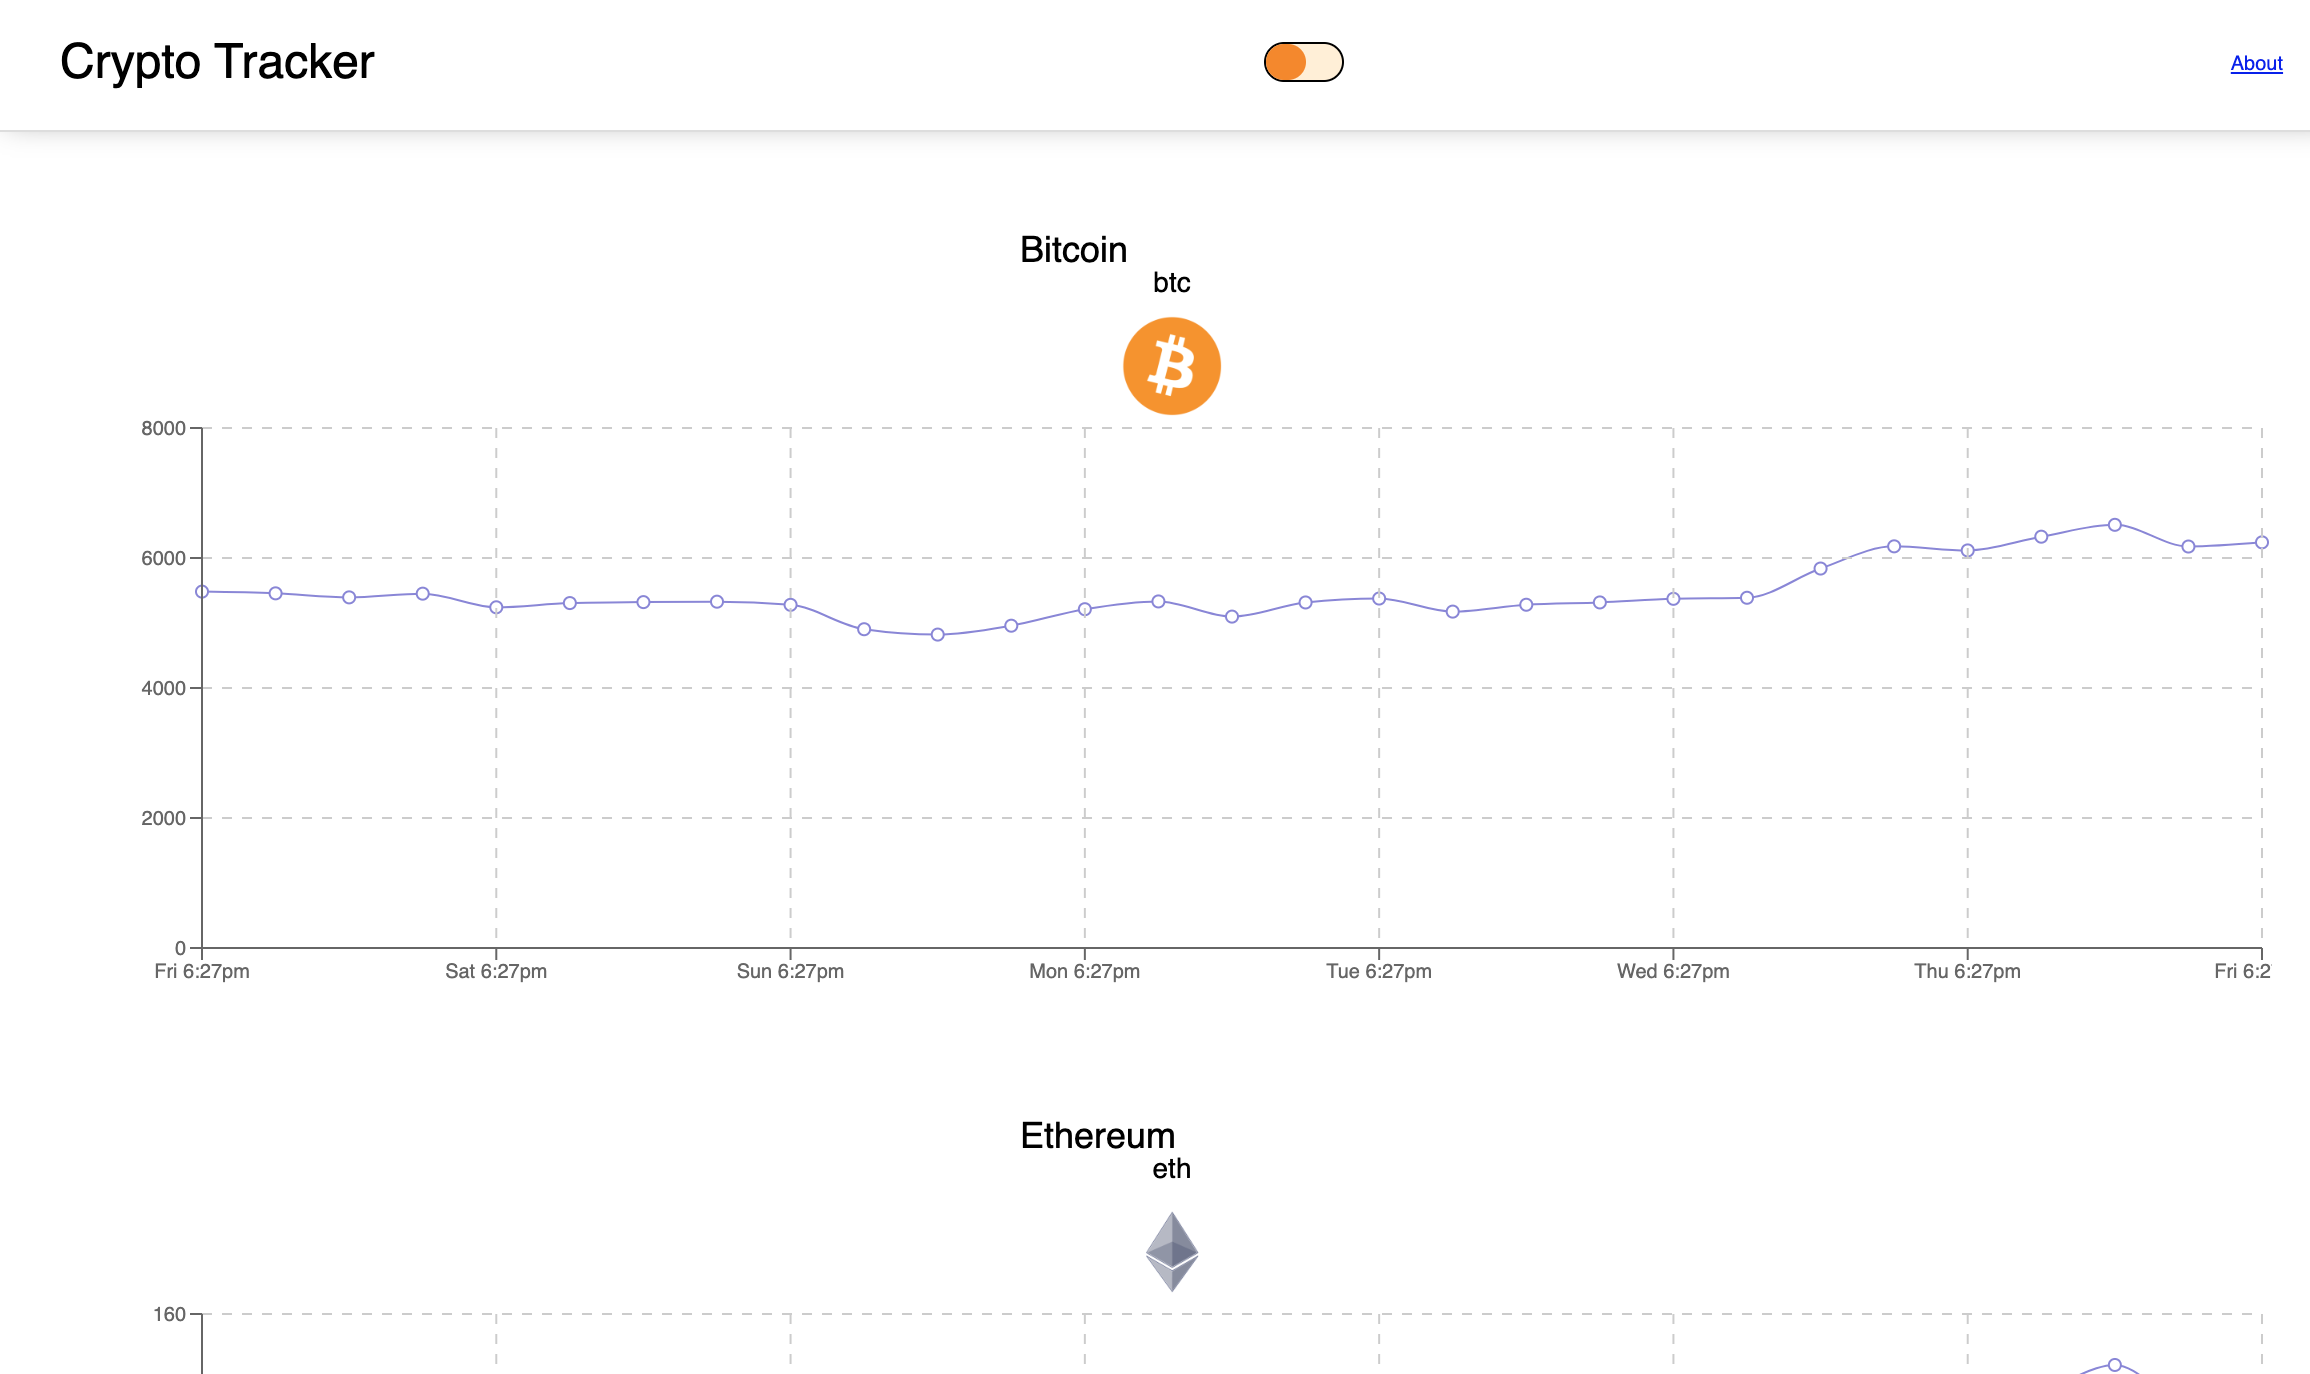 Crypto Tracker
About
Bitcoin
btc
8000
6000
4000
2000
0
Fri 6:27pm Sat 6:27pm Sun 6:27pm Mon 6:27pm Tue 6:27pm Wed 6:27pm Thu 6:27pm Fri 6:2
Ethereum
eth
160